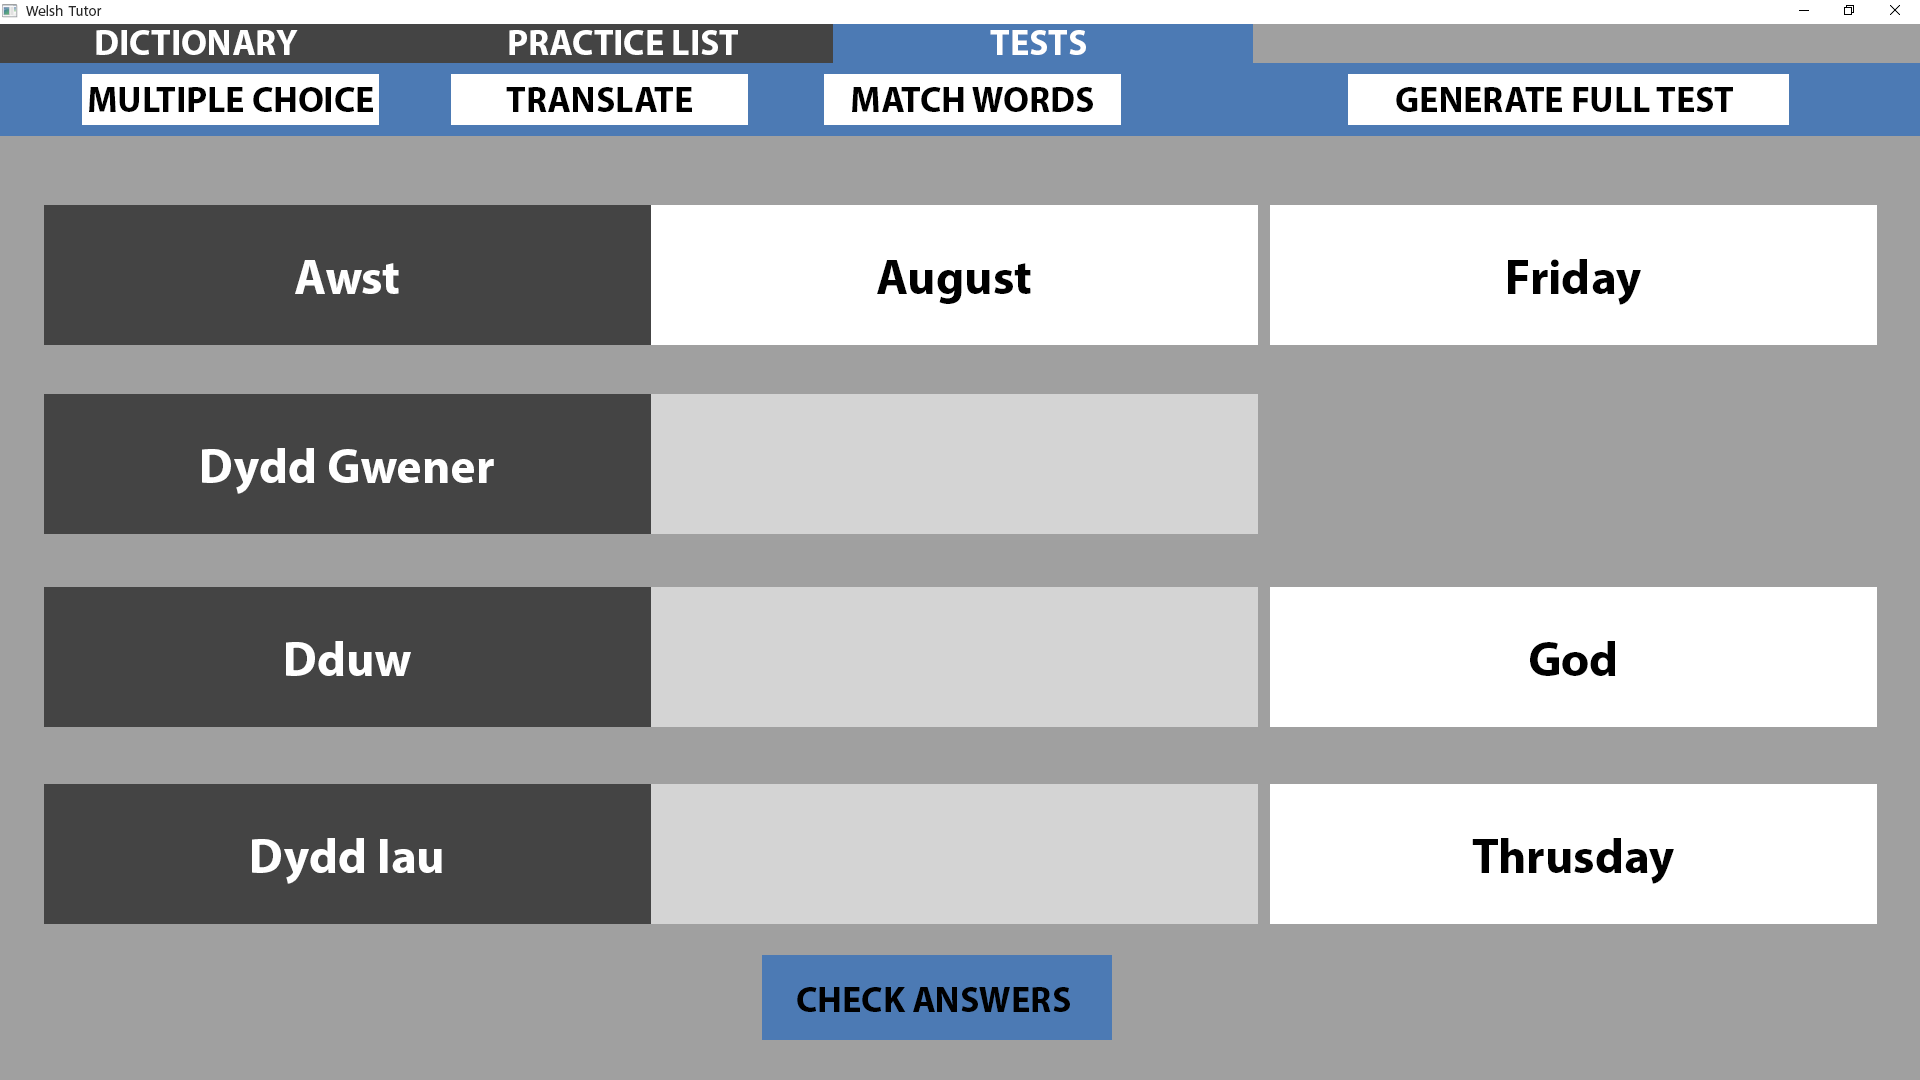 Welsh Tutor
DICTIONARY PRACTICE LIST TESTS
MULTIPLE CHOICE TRANSLATE MATCH WORDS GENERATE FULL TEST
Awst August Friday
Dydd Gwener
Dduw God
Dydd Iau Thrusday
CHECK ANSWERS